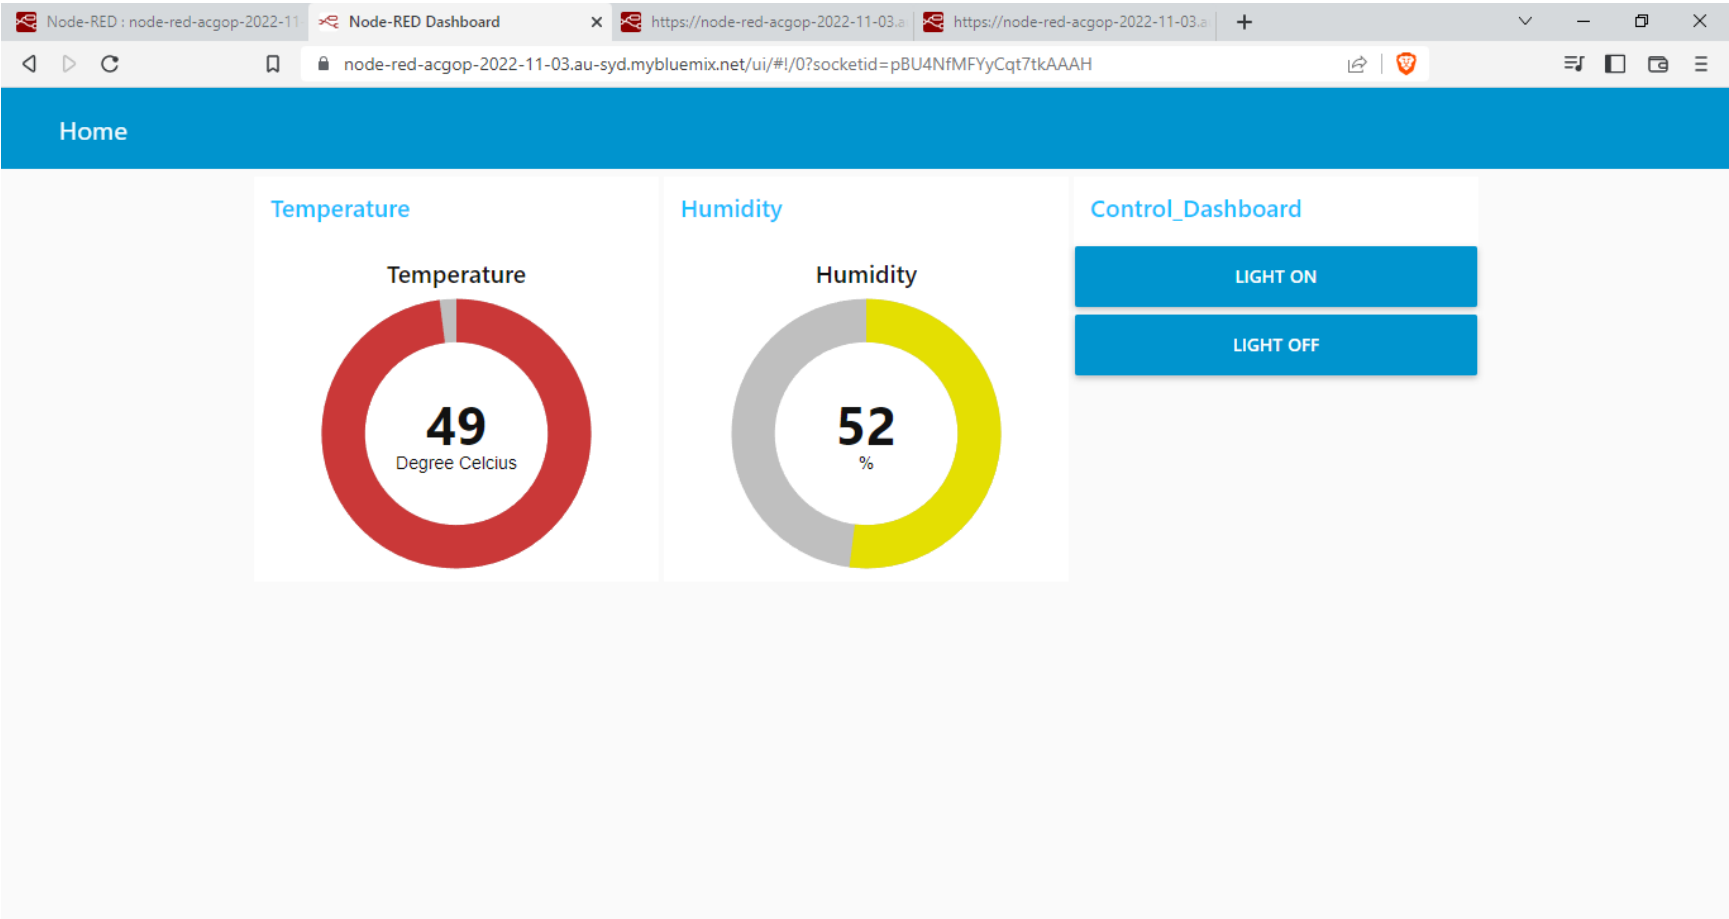 Node-RED : node-red-acgop-2022-11
Node-RED Dashboard
https://node-red-acgop-2022-11-03.a
https://node-red-acgop-2022-11-03.a
node-red-acgop-2022-11-03.au-syd.mybluemix.net/ui/#!/0?socketid=pBU4NfMFYyCqt7tkAAAH
Home
Temperature
Temperature
49
Degree Celcius
Humidity
Humidity
52
%
Control_Dashboard
LIGHT ON
LIGHT OFF